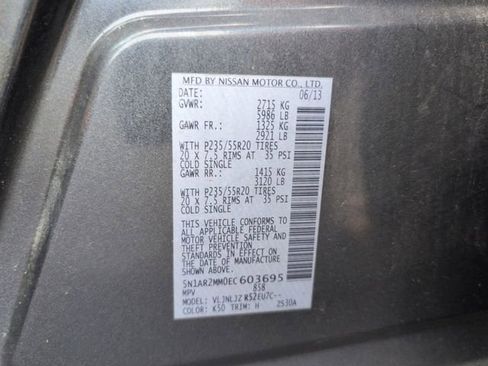 MFD BY NISSAN MOTOR CO., LTD.
DATE: 06/13
GVWR: 2715 KG
5986 LB
GAWR FR.: 1325 KG
2921 LB
WITH P235/55R20 TIRES
20 X 7.5 RIMS AT 35 PSI
COLD SINGLE
GAWR RR.: 1415 KG
3120 LB
WITH P235/55R20 TIRES
20 X 7.5 RIMS AT 35 PSI
COLD SINGLE
THIS VEHICLE CONFORMS TO
ALL APPLICABLE FEDERAL
MOTOR VEHICLE SAFETY AND
THEFT PREVENTION
STANDARDS IN EFFECT ON
THE DATE OF MANUFACTURE
SHOWN ABOVE.
5N1AR2MM0EC603695
MPV 858
MODEL: VLJNLJZ R52EU7C--
COLOR: K50 TRIM: H 2530A